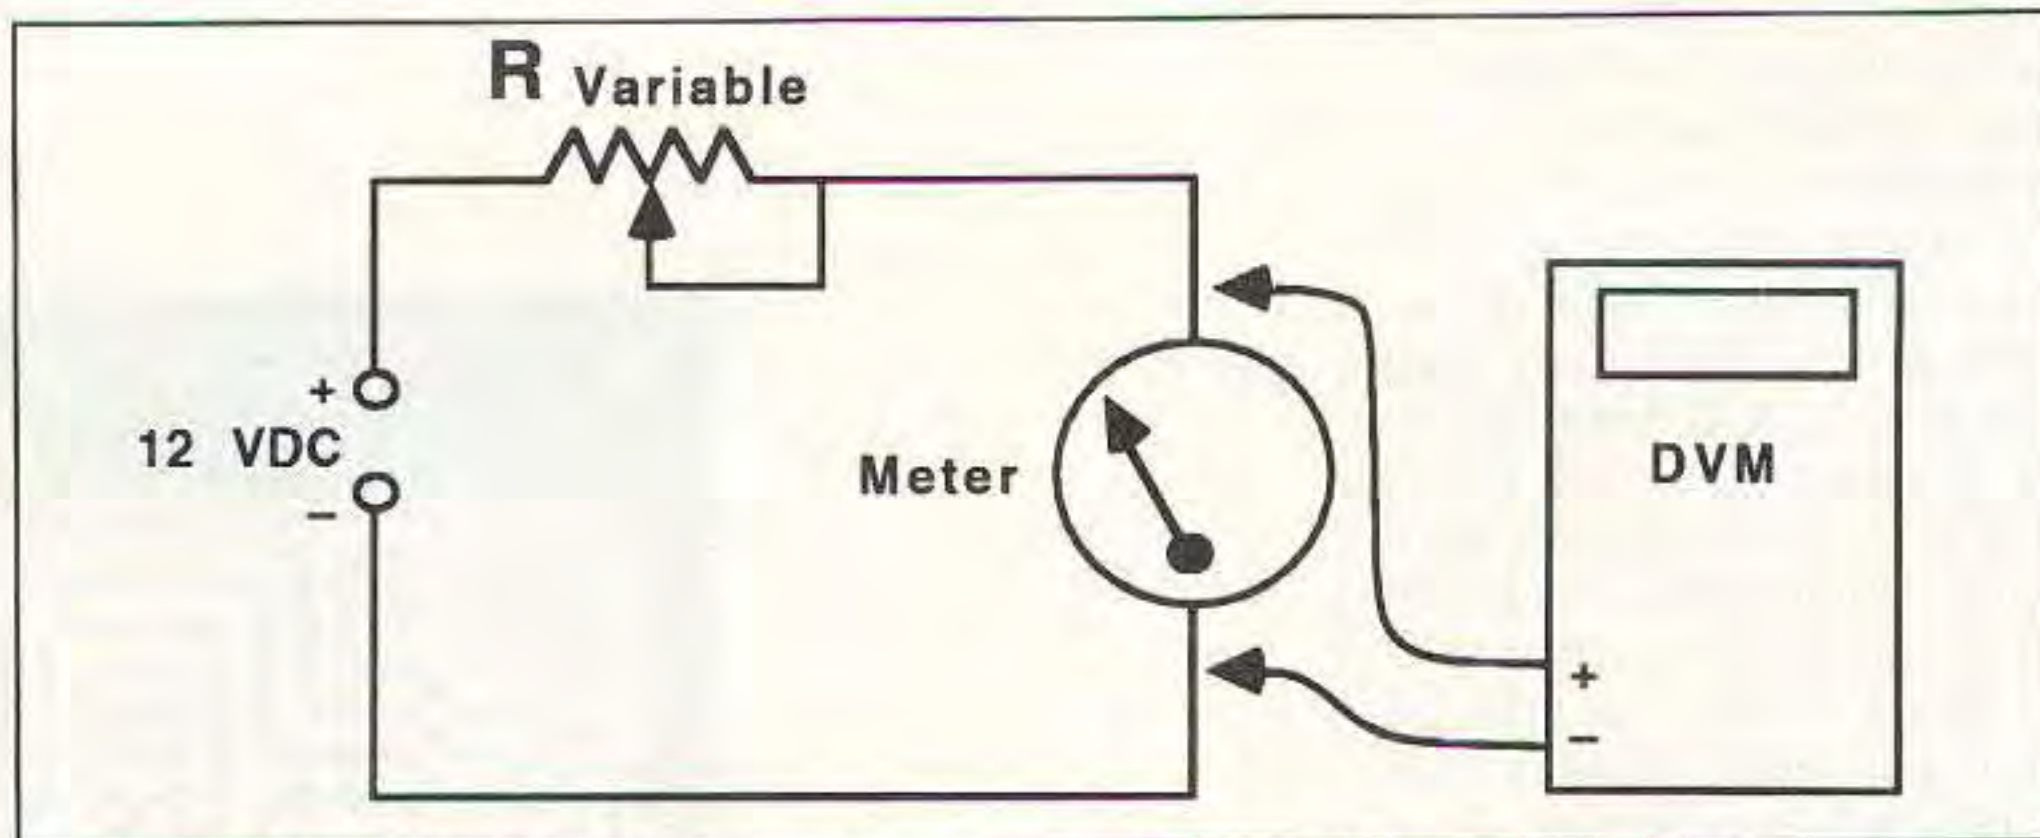 R Variable
+
12 VDC
−
Meter
DVM
+
−